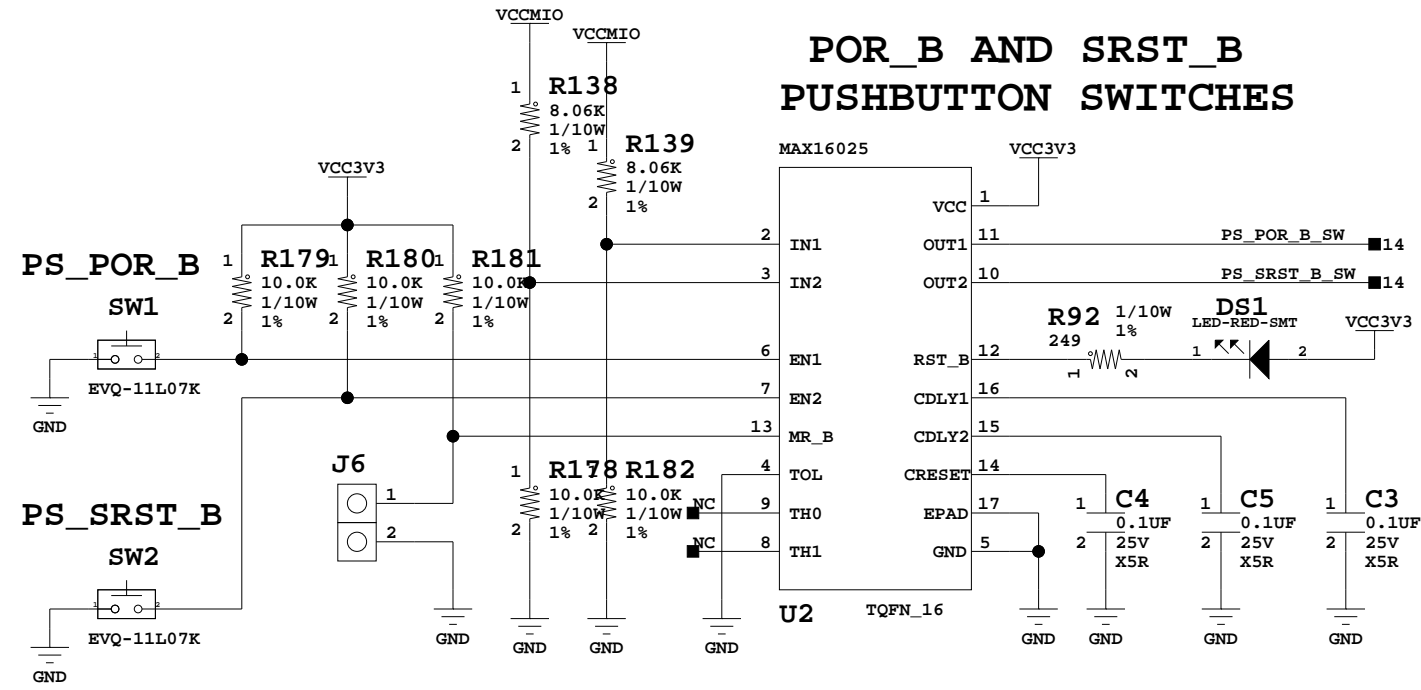 POR_B AND SRST_B
PUSHBUTTON SWITCHES
VCCMIO
VCCMIO
1
R138
8.06K
1/10W
1%
2
1
R139
8.06K
1/10W
1%
2
VCC3V3
PS_POR_B
SW1
1
2
EVQ-11L07K
GND
1
R179
10.0K
1/10W
1%
2
1
R180
10.0K
1/10W
1%
2
1
R181
10.0K
1/10W
1%
2
PS_SRST_B
SW2
1
2
EVQ-11L07K
GND
J6
1
2
GND
1
R178
10.0K
1/10W
1%
2
GND
1
R182
10.0K
1/10W
1%
2
GND
MAX16025
2 IN1
3 IN2
6 EN1
7 EN2
13 MR_B
4 TOL
NC 9 TH0
NC 8 TH1
GND
VCC 1
VCC3V3
OUT1 11 PS_POR_B_SW 14
OUT2 10 PS_SRST_B_SW 14
RST_B 12
CDLY1 16
CDLY2 15
CRESET 14
EPAD 17
GND 5
U2
TQFN_16
GND
R92
1/10W
1%
249
1
2
DS1
LED-RED-SMT
1
2
VCC3V3
1
C4
0.1UF
2
25V
X5R
GND
1
C5
0.1UF
2
25V
X5R
GND
1
C3
0.1UF
2
25V
X5R
GND